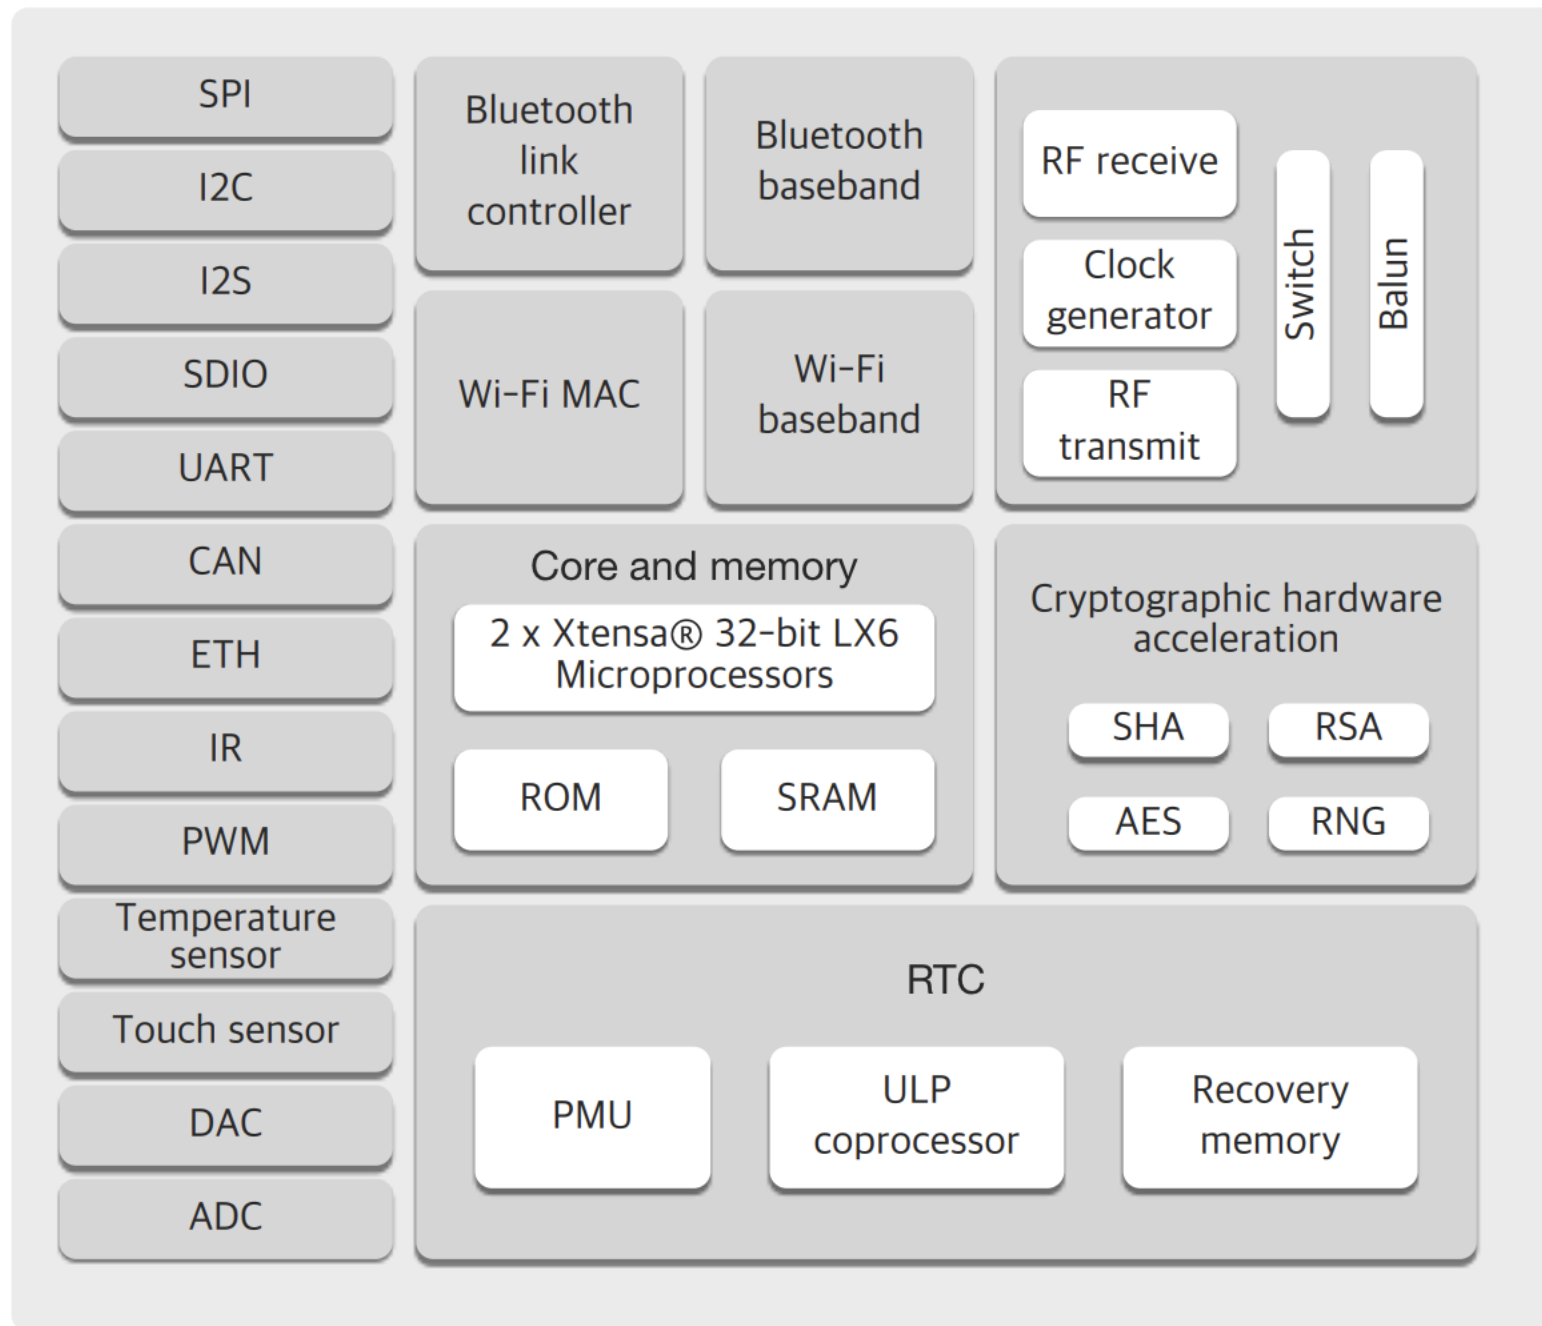 SPI
I2C
I2S
SDIO
UART
CAN
ETH
IR
PWM
Temperature
sensor
Touch sensor
DAC
ADC
Bluetooth
link
controller
Bluetooth
baseband
Wi-Fi MAC
Wi-Fi
baseband
RF receive
Clock
generator
RF
transmit
Switch
Balun
Core and memory
2 x Xtensa® 32-bit LX6
Microprocessors
ROM
SRAM
Cryptographic hardware
acceleration
SHA
RSA
AES
RNG
RTC
PMU
ULP
coprocessor
Recovery
memory